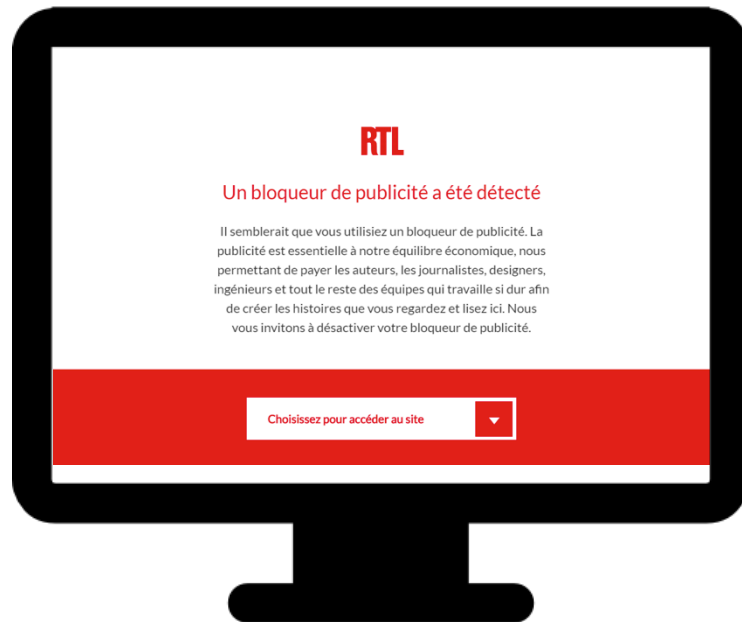 RTL
Un bloqueur de publicité a été détecté
Il semblerait que vous utilisiez un bloqueur de publicité. La
publicité est essentielle à notre équilibre économique, nous
permettant de payer les auteurs, les journalistes, designers,
ingénieurs et tout le reste des équipes qui travaille si dur afin
de créer les histoires que vous regardez et lisez ici. Nous
vous invitons à désactiver votre bloqueur de publicité.
Choisissez pour accéder au site